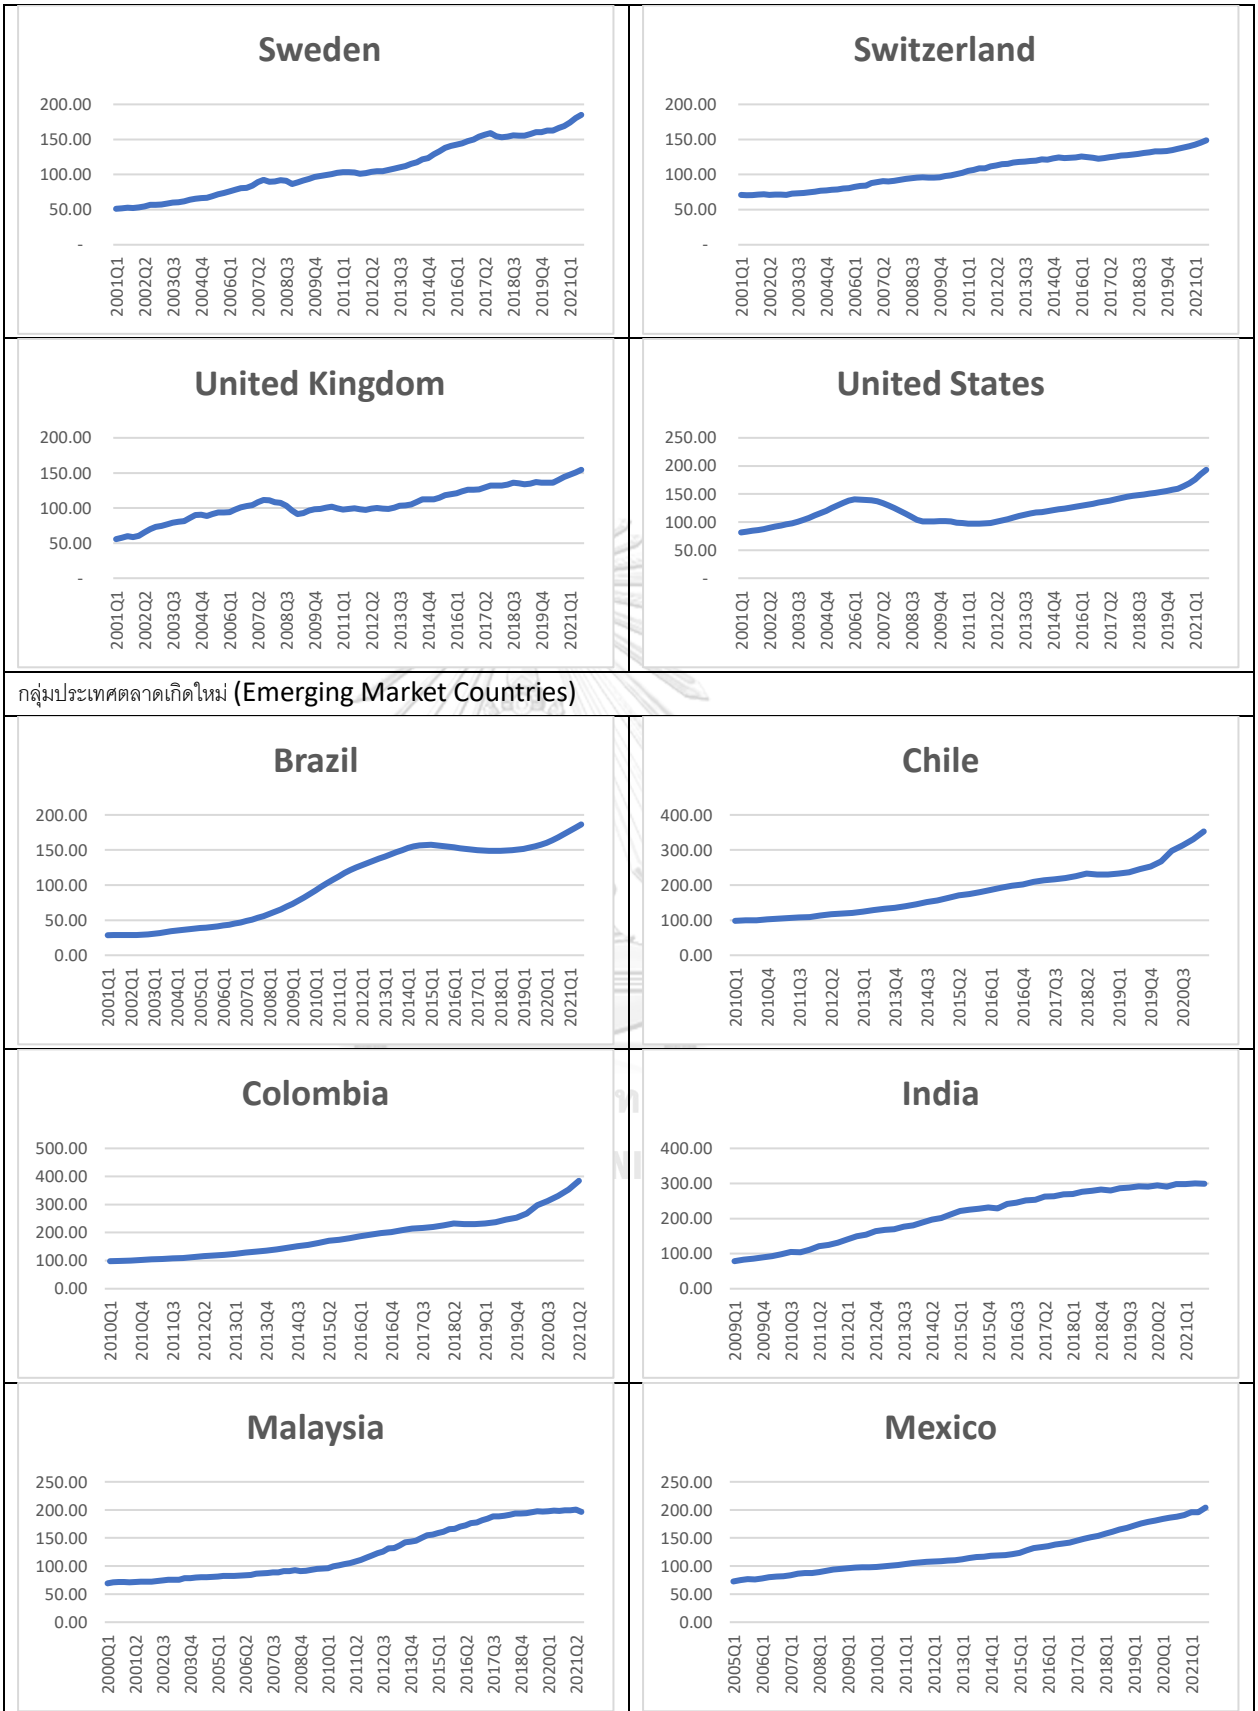 Sweden
200.00
150.00
100.00
50.00
-
2001Q1
2002Q2
2003Q3
2004Q4
2006Q1
2007Q2
2008Q3
2009Q4
2011Q1
2012Q2
2013Q3
2014Q4
2016Q1
2017Q2
2018Q3
2019Q4
2021Q1
Switzerland
200.00
150.00
100.00
50.00
-
2001Q1
2002Q2
2003Q3
2004Q4
2006Q1
2007Q2
2008Q3
2009Q4
2011Q1
2012Q2
2013Q3
2014Q4
2016Q1
2017Q2
2018Q3
2019Q4
2021Q1
United Kingdom
200.00
150.00
100.00
50.00
-
2001Q1
2002Q2
2003Q3
2004Q4
2006Q1
2007Q2
2008Q3
2009Q4
2011Q1
2012Q2
2013Q3
2014Q4
2016Q1
2017Q2
2018Q3
2019Q4
2021Q1
United States
250.00
200.00
150.00
100.00
50.00
-
2001Q1
2002Q2
2003Q3
2004Q4
2006Q1
2007Q2
2008Q3
2009Q4
2011Q1
2012Q2
2013Q3
2014Q4
2016Q1
2017Q2
2018Q3
2019Q4
2021Q1
กลุ่มประเทศตลาดเกิดใหม่ (Emerging Market Countries)
Brazil
200.00
150.00
100.00
50.00
0.00
2001Q1
2002Q1
2003Q1
2004Q1
2005Q1
2006Q1
2007Q1
2008Q1
2009Q1
2010Q1
2011Q1
2012Q1
2013Q1
2014Q1
2015Q1
2016Q1
2017Q1
2018Q1
2019Q1
2020Q1
2021Q1
Chile
400.00
300.00
200.00
100.00
0.00
2010Q1
2010Q4
2011Q3
2012Q2
2013Q1
2013Q4
2014Q3
2015Q2
2016Q1
2016Q4
2017Q3
2018Q2
2019Q1
2019Q4
2020Q3
Colombia
500.00
400.00
300.00
200.00
100.00
0.00
2010Q1
2010Q4
2011Q3
2012Q2
2013Q1
2013Q4
2014Q3
2015Q2
2016Q1
2016Q4
2017Q3
2018Q2
2019Q1
2019Q4
2020Q3
2021Q2
India
400.00
300.00
200.00
100.00
0.00
2009Q1
2009Q4
2010Q3
2011Q2
2012Q1
2012Q4
2013Q3
2014Q2
2015Q1
2015Q4
2016Q3
2017Q2
2018Q1
2018Q4
2019Q3
2020Q2
2021Q1
Malaysia
250.00
200.00
150.00
100.00
50.00
0.00
2000Q1
2001Q2
2002Q3
2003Q4
2005Q1
2006Q2
2007Q3
2008Q4
2010Q1
2011Q2
2012Q3
2013Q4
2015Q1
2016Q2
2017Q3
2018Q4
2020Q1
2021Q2
Mexico
250.00
200.00
150.00
100.00
50.00
0.00
2005Q1
2006Q1
2007Q1
2008Q1
2009Q1
2010Q1
2011Q1
2012Q1
2013Q1
2014Q1
2015Q1
2016Q1
2017Q1
2018Q1
2019Q1
2020Q1
2021Q1